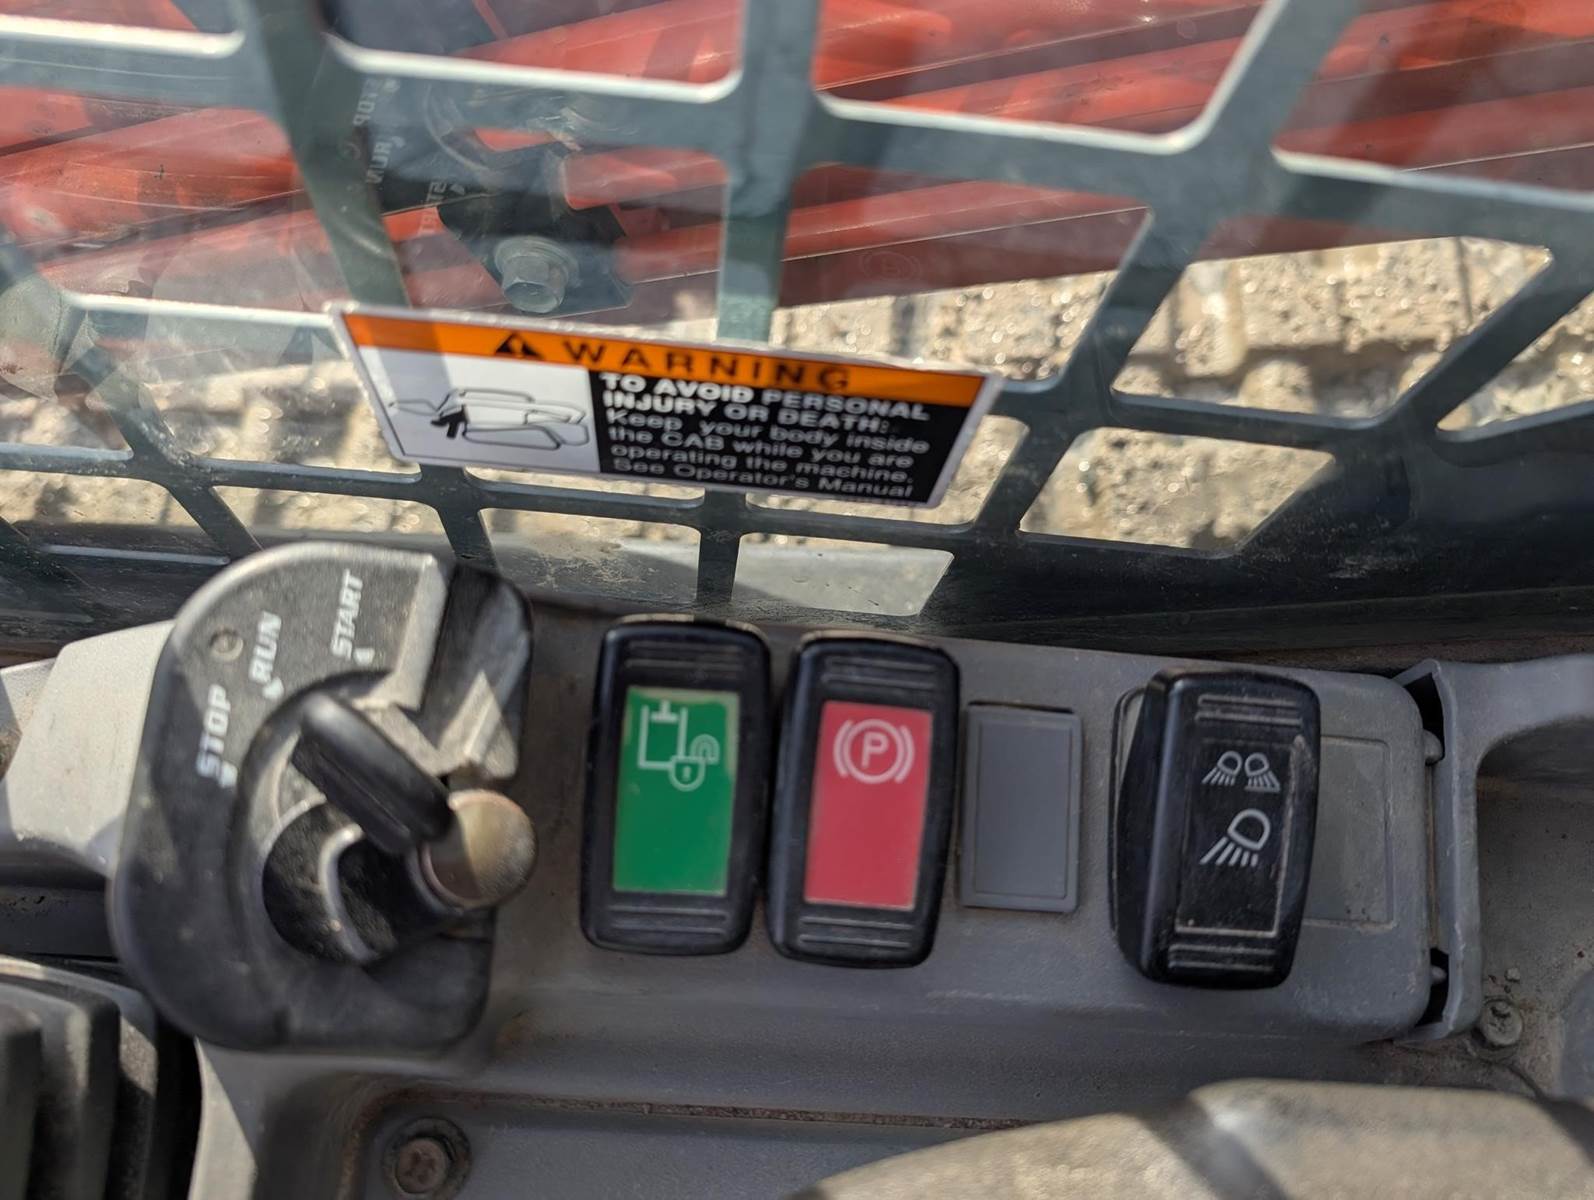 WARNING
TO AVOID PERSONAL
INJURY OR DEATH:
Keep your body inside
the CAB while you are
operating the machine.
See Operator's Manual
STOP
RUN
START
P